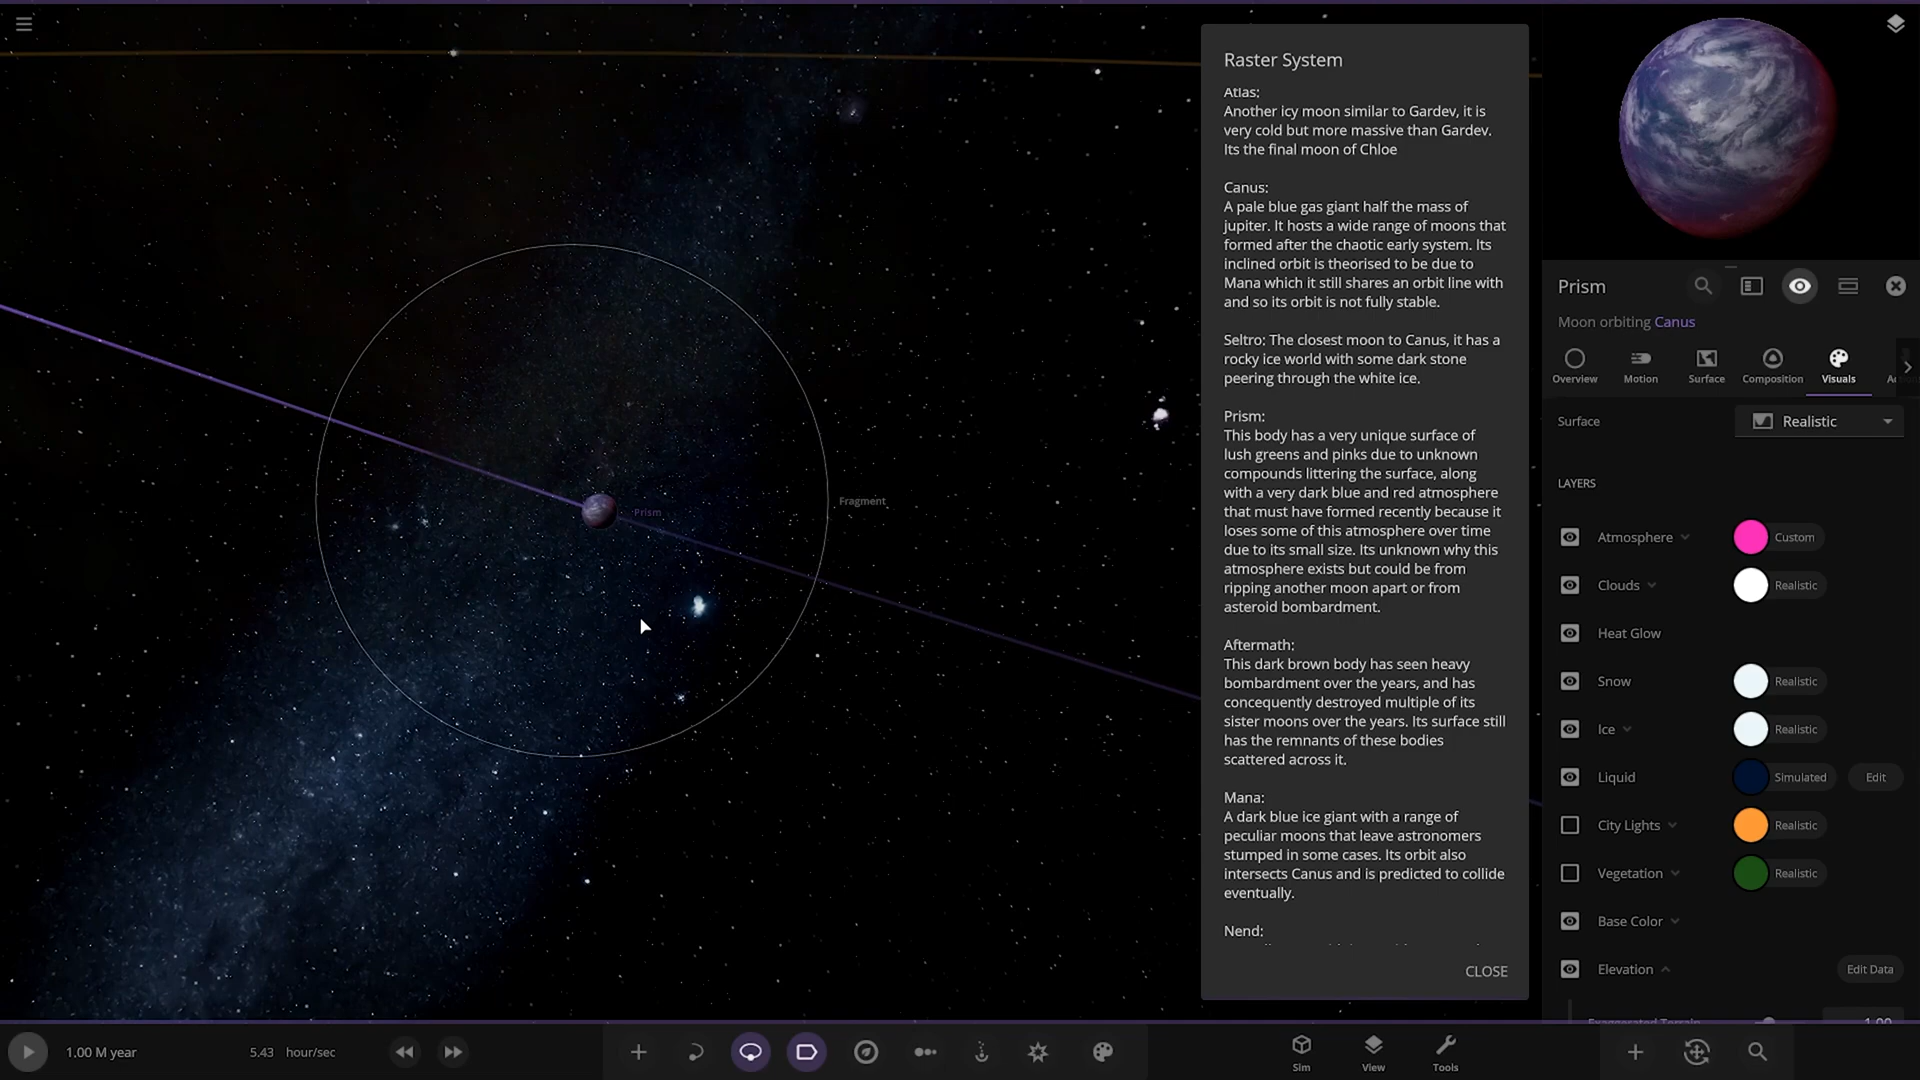 Raster System
Atlas:
Another icy moon similar to Gardev, it is
very cold but more massive than Gardev.
Its the final moon of Chloe
Canus:
A pale blue gas giant half the mass of
jupiter. It hosts a wide range of moons that
formed after the chaotic early system. Its
inclined orbit is theorised to be due to
Mana which it still shares an orbit line with
and so its orbit is not fully stable.
Seltro: The closest moon to Canus, it has a
rocky ice world with some dark stone
peering through the white ice.
Prism:
This body has a very unique surface of
lush greens and pinks due to unknown
compounds littering the surface, along
with a very dark blue and red atmosphere
that must have formed recently because it
loses some of this atmosphere over time
due to its small size. Its unknown why this
atmosphere exists but could be from
ripping another moon apart or from
asteroid bombardment.
Aftermath:
This dark brown body has seen heavy
bombardment over the years, and has
concequently destroyed multiple of its
sister moons over the years. Its surface still
has the remnants of these bodies
scattered across it.
Mana:
A dark blue ice giant with a range of
peculiar moons that leave astronomers
stumped in some cases. Its orbit also
intersects Canus and is predicted to collide
eventually.
Nend:
CLOSE
Fragment
Prism
Prism
Moon orbiting Canus
Overview Motion Surface Composition Visuals
Surface Realistic
LAYERS
Atmosphere Custom
Clouds Realistic
Heat Glow
Snow Realistic
Ice Realistic
Liquid Simulated Edit
City Lights Realistic
Vegetation Realistic
Base Color
Elevation Edit Data
Exaggerated Terrain 1.00
1.00 M year 5.43 hour/sec
Sim View Tools